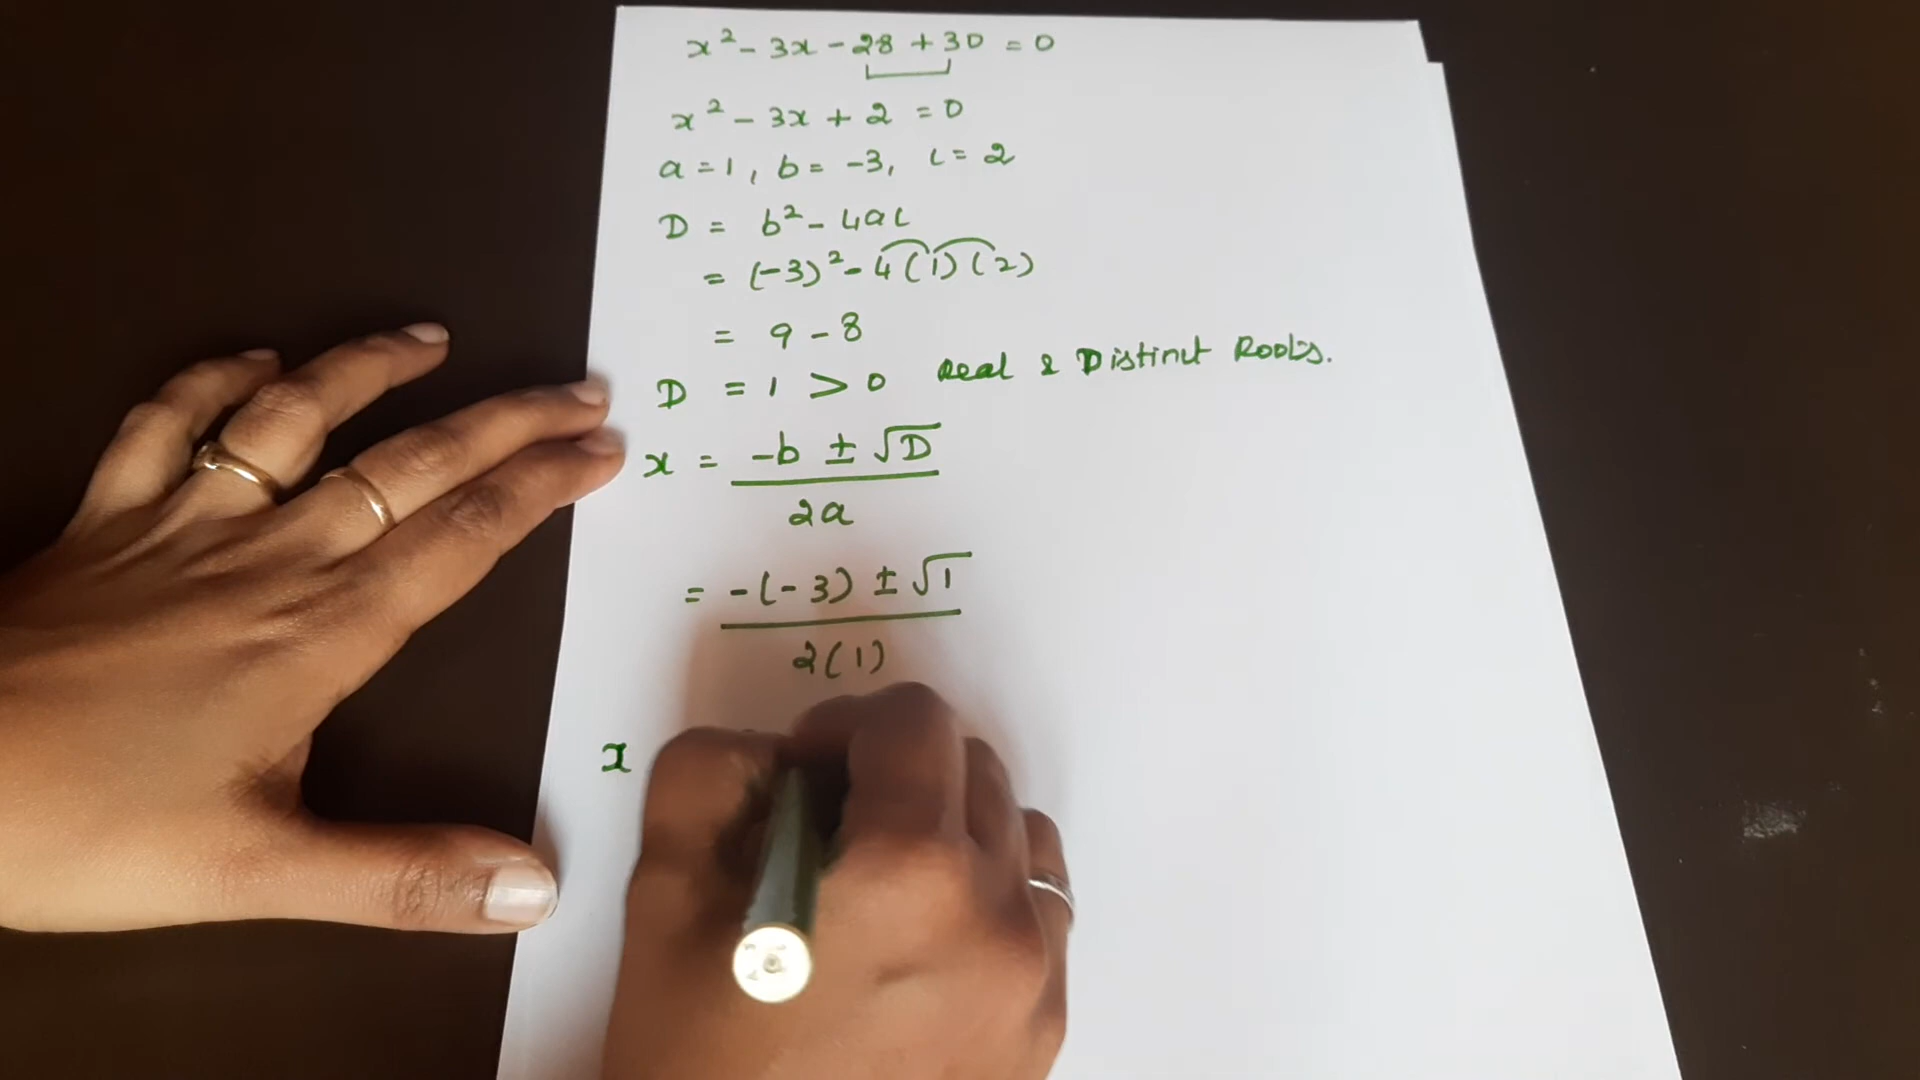 x² - 3x - 28 + 30 = 0
x² - 3x + 2 = 0
a = 1, b = -3, c = 2
D = b² - 4ac
= (-3)² - 4(1)(2)
= 9 - 8
D = 1 > 0 Real & Distinct Roots.
x = -b ± √D
2a
= -(-3) ± √1
2(1)
x